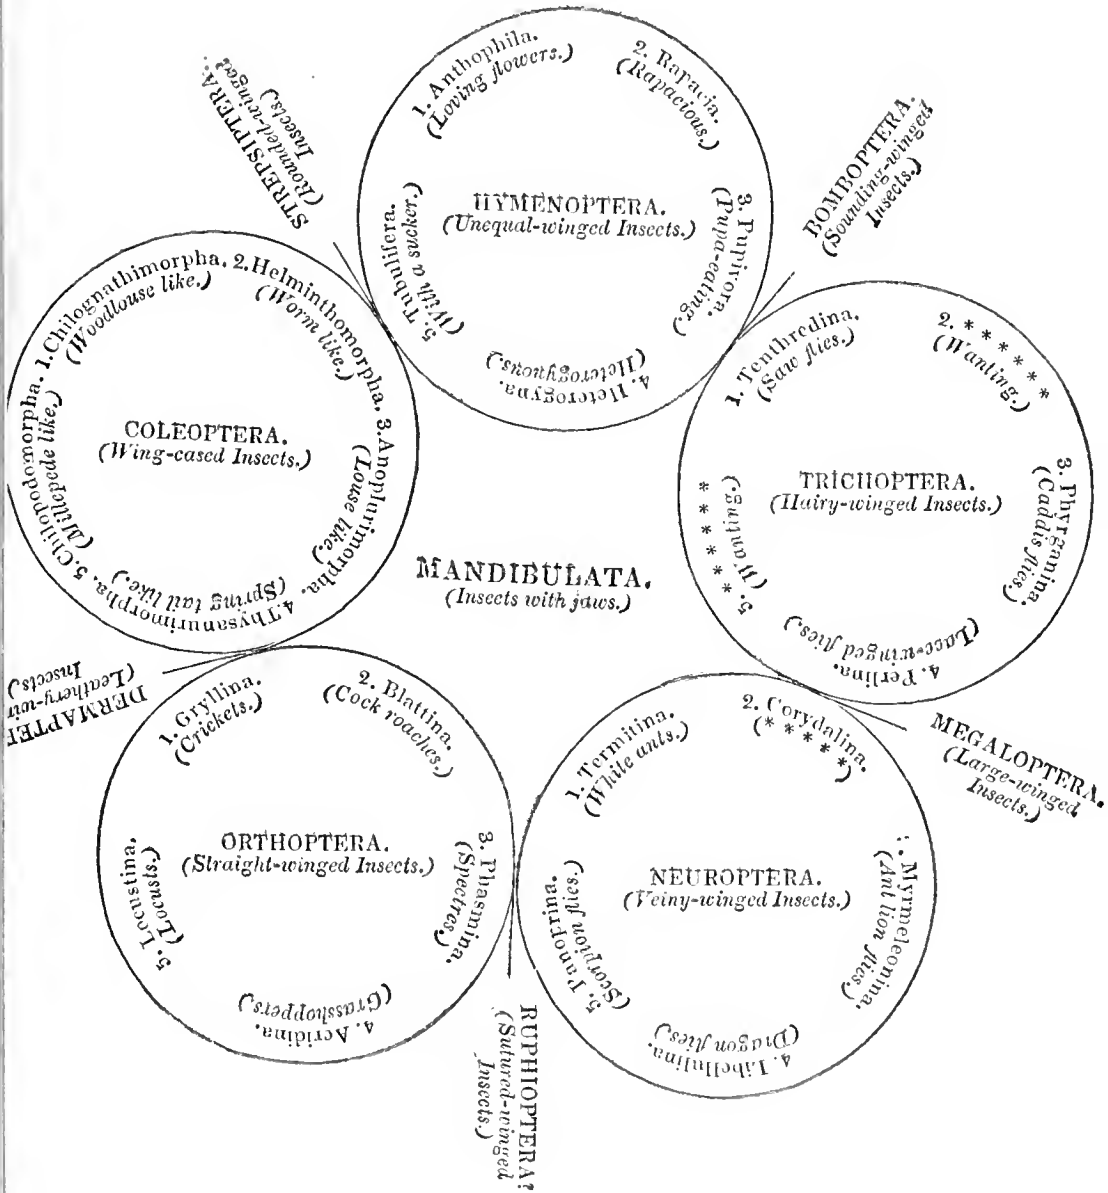 HYMENOPTERA.
(Unequal-winged Insects.)
1. Anthophila.
(Loving flowers.)
2. Rapacia.
(Rapacious.)
3. Pupivora.
(Pupa-eating.)
4. Heterogyna.
(Heterogynous.)
5. Tubulifera.
(With a sucker.)
BOMBOPTERA.
(Sounding-winged
Insects.)
TRICHOPTERA.
(Hairy-winged Insects.)
1. Tenthredina.
(Saw flies.)
2. * * * * * *
(Wanting.)
3. Phyrganina.
(Caddis flies.)
4. Perlina.
(Lace-winged flies.)
5. * * * * * *
(Wanting.)
MEGALOPTERA.
(Large-winged
Insects.)
NEUROPTERA.
(Veiny-winged Insects.)
1. Termitina.
(White ants.)
2. Corydalina.
(* * * * *)
Myrmeleonina.
(Ant lion flies.)
4. Libellulina.
(Dragon flies.)
5. Panoprina.
(Scorpion flies.)
RUPHIOPTERA?
(Sutured-winged
Insects.)
ORTHOPTERA.
(Straight-winged Insects.)
1. Gryllina.
(Crickets.)
2. Blattina.
(Cock roaches.)
3. Phasmina.
(Spectres.)
4. Acridina.
(Grasshoppers.)
5. Locustina.
(Locusts.)
DERMAPTE
(Leathery-wi
Insects.)
COLEOPTERA.
(Wing-cased Insects.)
1. Chilognathimorpha.
(Woodlouse like.)
2. Helminthomorpha.
(Worm like.)
3. Anoplurimorpha.
(Louse like.)
4. Thysanurimorpha.
(Spring tail like.)
5. Chilopodomorpha.
(Millepede like.)
STREPSIPTERA.
(Rounded-winged
Insects.)
MANDIBULATA.
(Insects with jaws.)